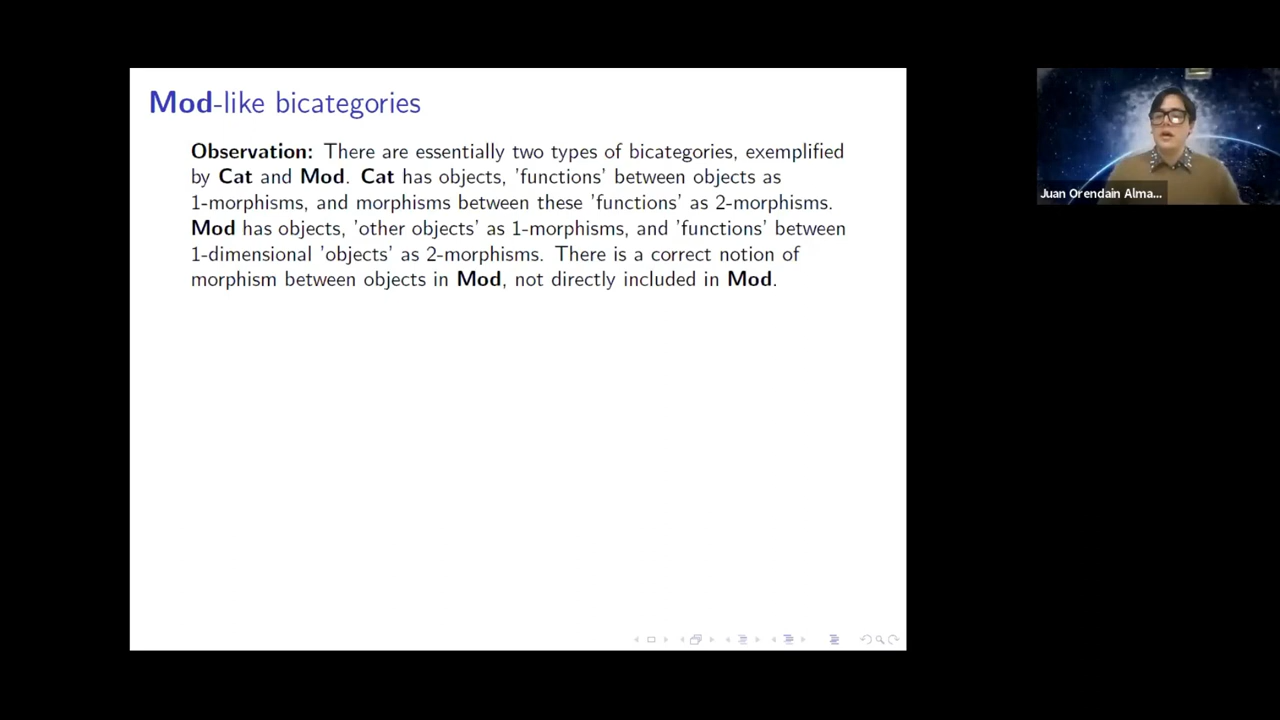 Mod-like bicategories
Observation: There are essentially two types of bicategories, exemplified
by Cat and Mod. Cat has objects, 'functions' between objects as
1-morphisms, and morphisms between these 'functions' as 2-morphisms.
Mod has objects, 'other objects' as 1-morphisms, and 'functions' between
1-dimensional 'objects' as 2-morphisms. There is a correct notion of
morphism between objects in Mod, not directly included in Mod.
Juan Orendain Alma...